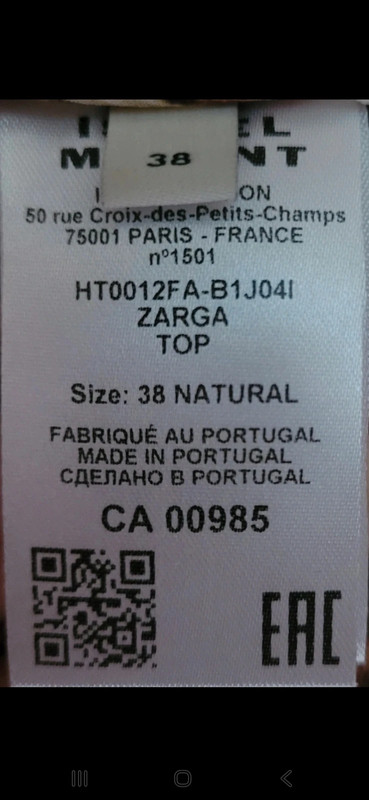 38
50 rue Croix-des-Petits-Champs
75001 PARIS - FRANCE
nº1501
HT0012FA-B1J04I
ZARGA
TOP
Size: 38 NATURAL
FABRIQUÉ AU PORTUGAL
MADE IN PORTUGAL
СДЕЛАНО В PORTUGAL
CA 00985
EAC